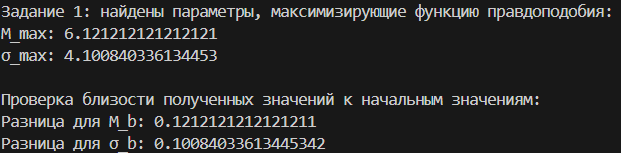 Задание 1: найдены параметры, максимизирующие функцию правдоподобия:
M_max: 6.121212121212121
σ_max: 4.100840336134453
Проверка близости полученных значений к начальным значениям:
Разница для M_b: 0.1212121212121211
Разница для σ_b: 0.10084033613445342